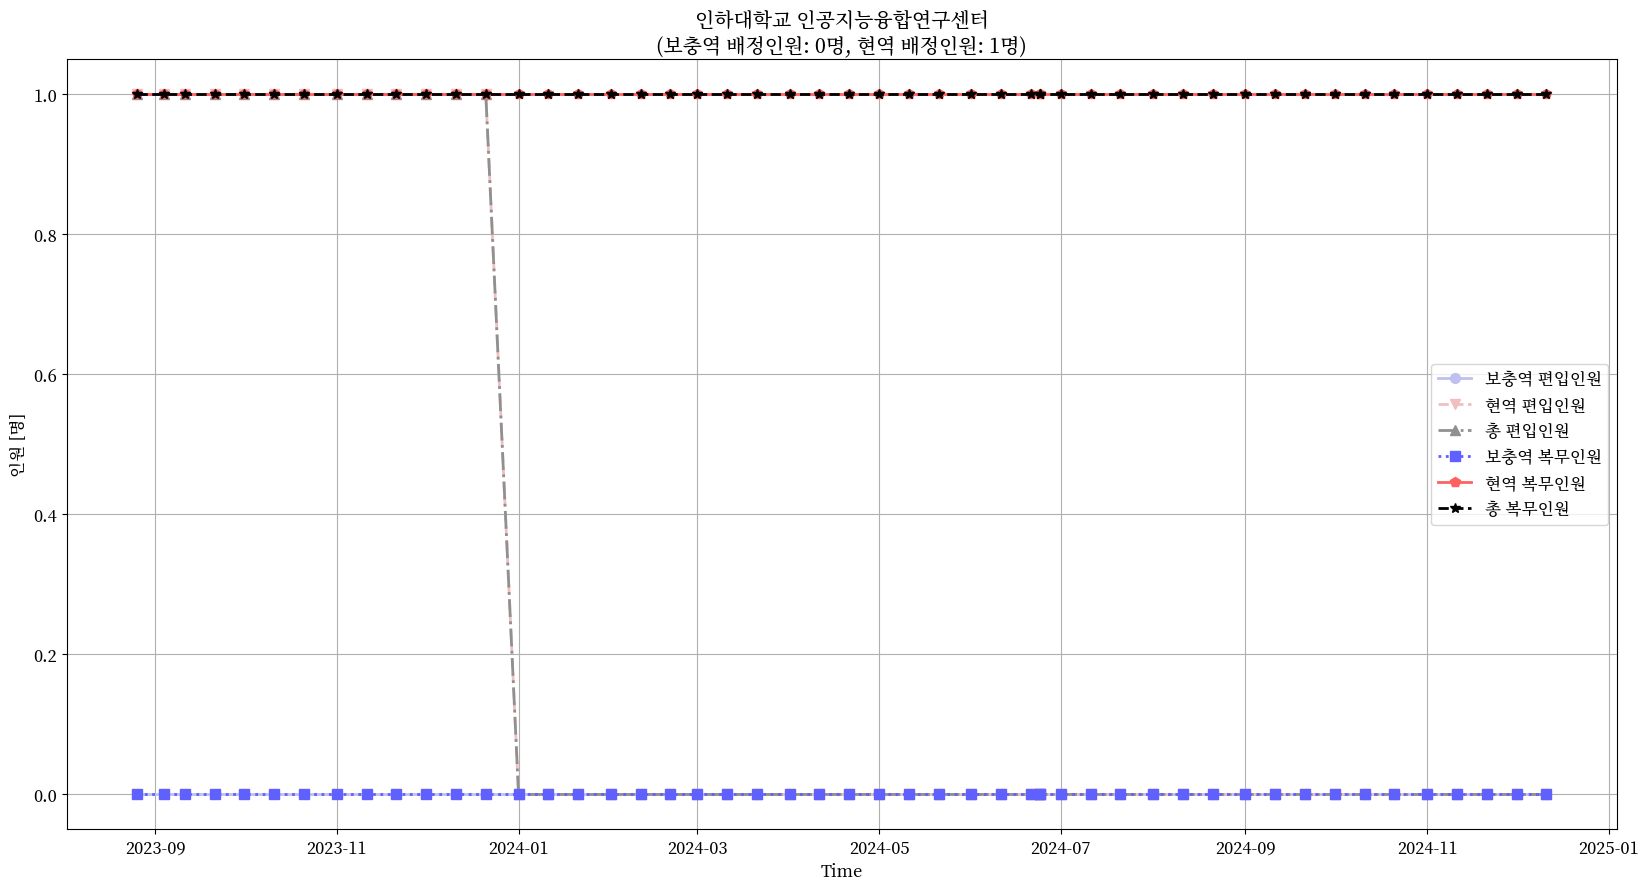 인하대학교 인공지능융합연구센터
(보충역 배정인원: 0명, 현역 배정인원: 1명)
인원 [명]
1.0
0.8
0.6
0.4
0.2
0.0
보충역 편입인원
현역 편입인원
총 편입인원
보충역 복무인원
현역 복무인원
총 복무인원
2023-09 2023-11 2024-01 2024-03 2024-05 2024-07 2024-09 2024-11 2025-01
Time